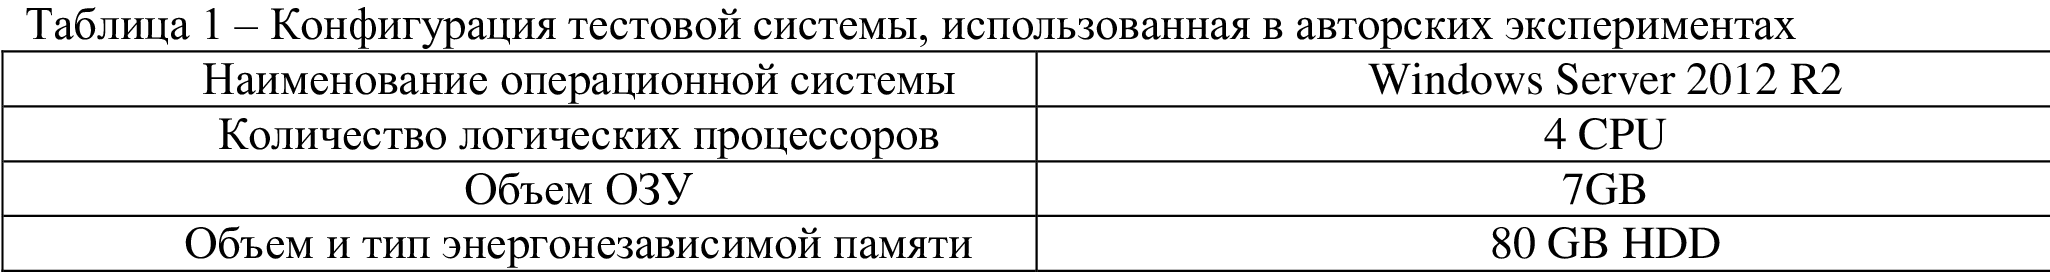 Таблица 1 – Конфигурация тестовой системы, использованная в авторских экспериментах
Наименование операционной системы Windows Server 2012 R2
Количество логических процессоров 4 CPU
Объем ОЗУ 7GB
Объем и тип энергонезависимой памяти 80 GB HDD